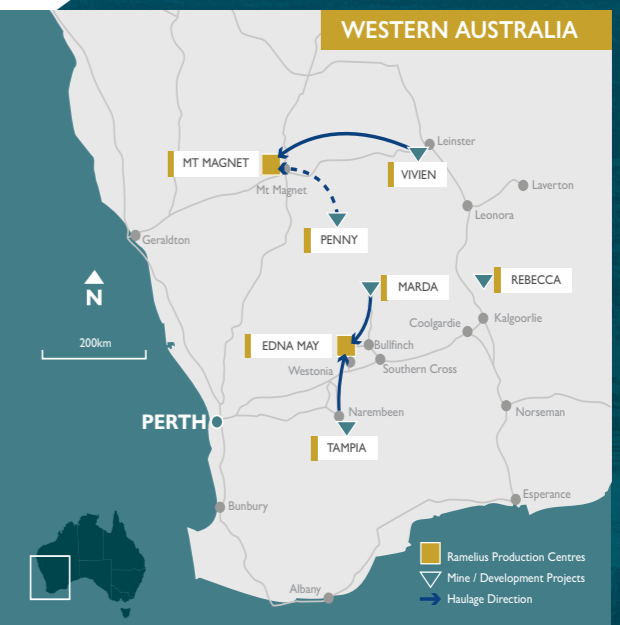 WESTERN AUSTRALIA
Leinster
MT MAGNET
VIVIEN
Mt Magnet
Laverton
Leonora
PENNY
Geraldton
REBECCA
MARDA
N
Kalgoorlie
Coolgardie
200km
EDNA MAY
Bullfinch
Westonia
Southern Cross
Narembeen
Norseman
PERTH
TAMPIA
Esperance
Bunbury
Ramelius Production Centres
Mine / Development Projects
Albany
Haulage Direction